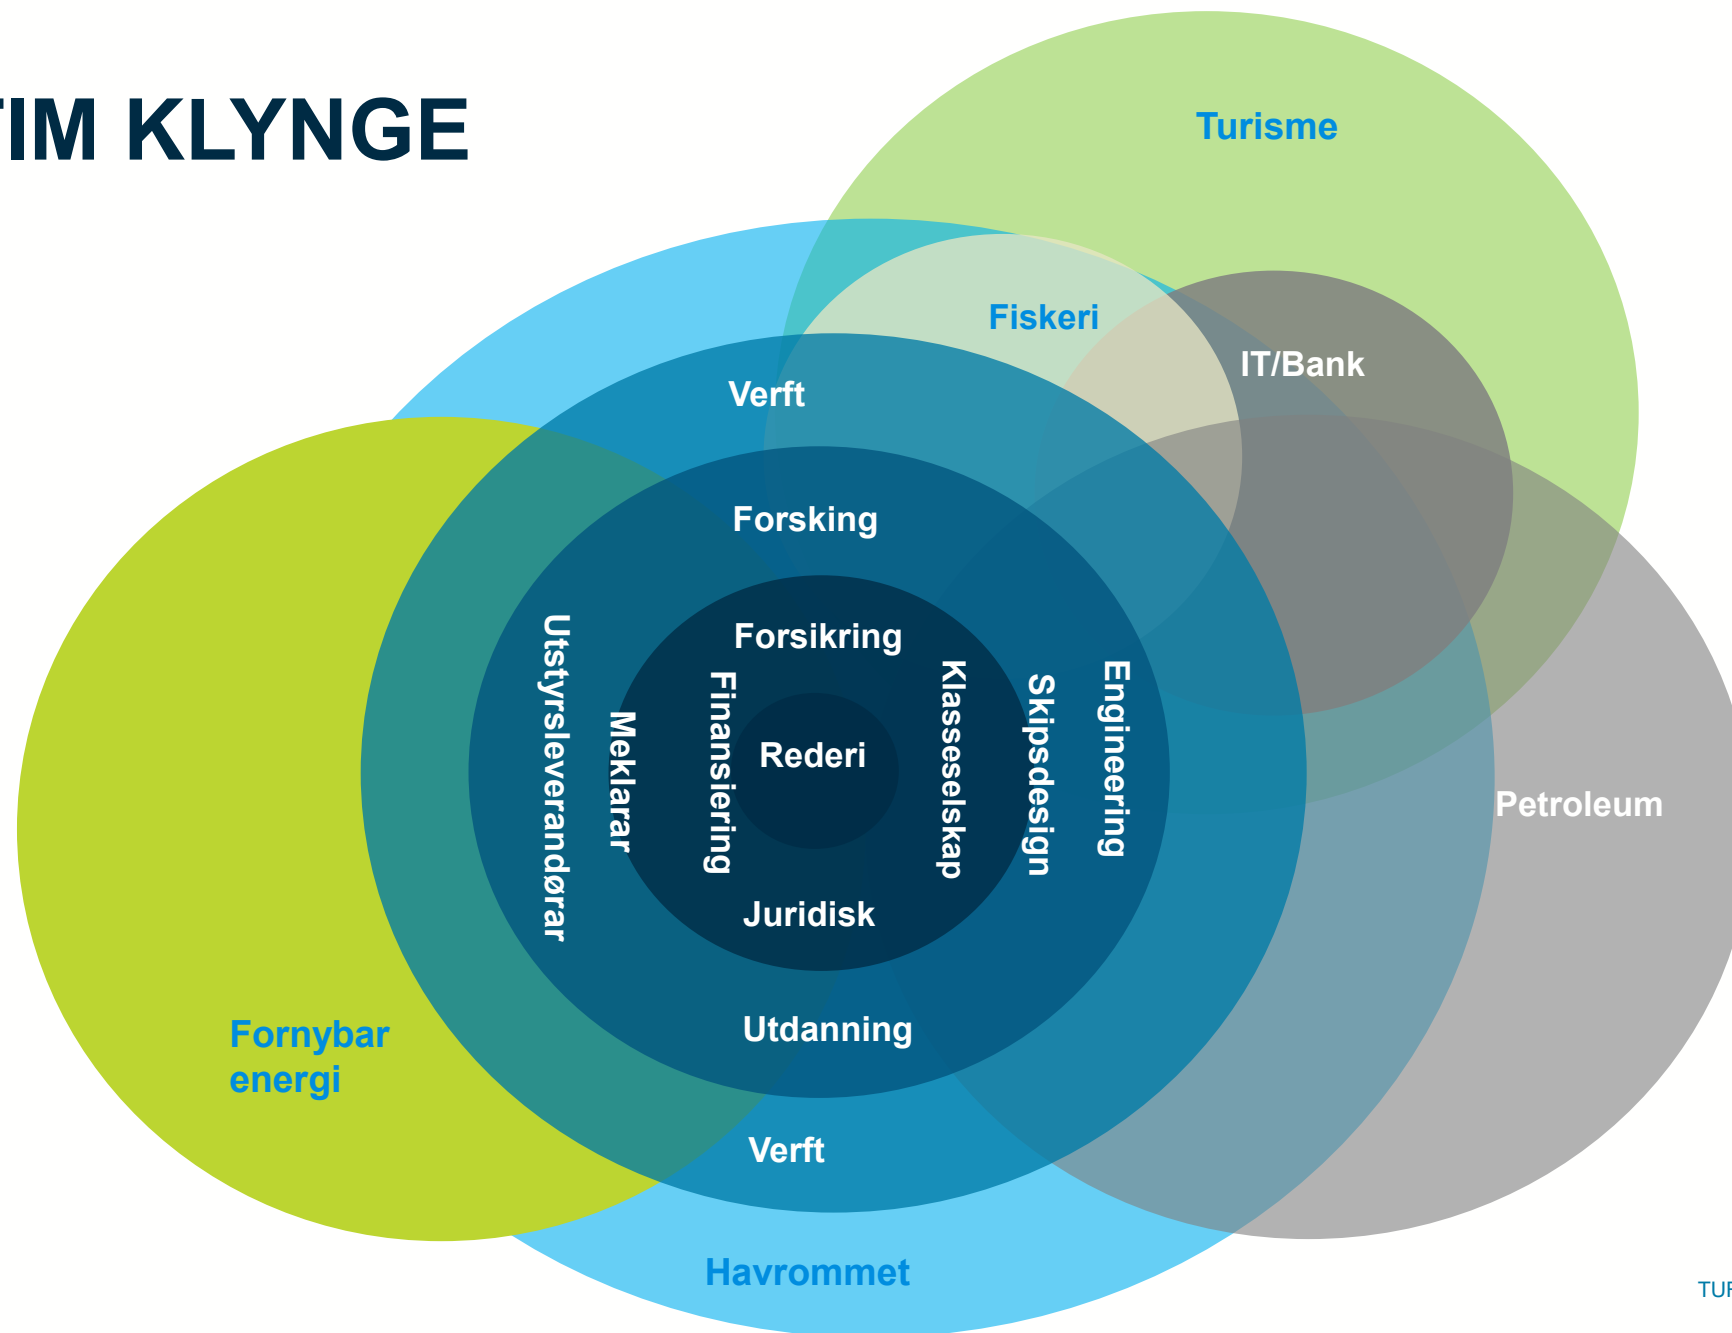 TIM KLYNGE
Turisme
Fiskeri
IT/Bank
Verft
Forsking
Forsikring
Utstyrsleverandørar
Meklarar
Finansiering
Rederi
Klasseselskap
Skipsdesign
Engineering
Petroleum
Juridisk
Utdanning
Fornybar
energi
Verft
Havrommet